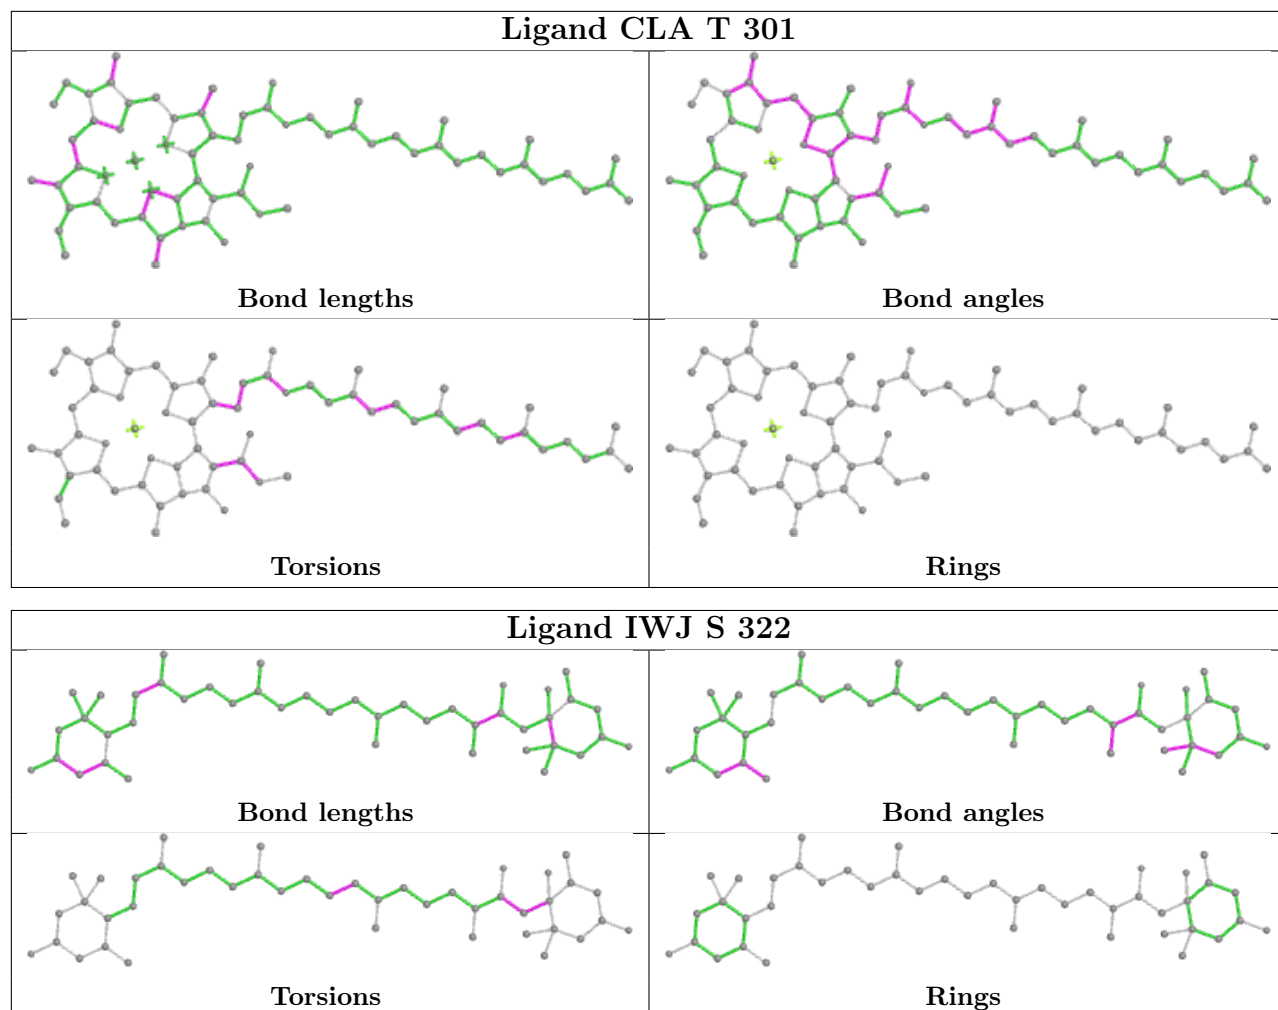 Ligand CLA T 301
Bond lengths
Bond angles
Torsions
Rings
Ligand IWJ S 322
Bond lengths
Bond angles
Torsions
Rings